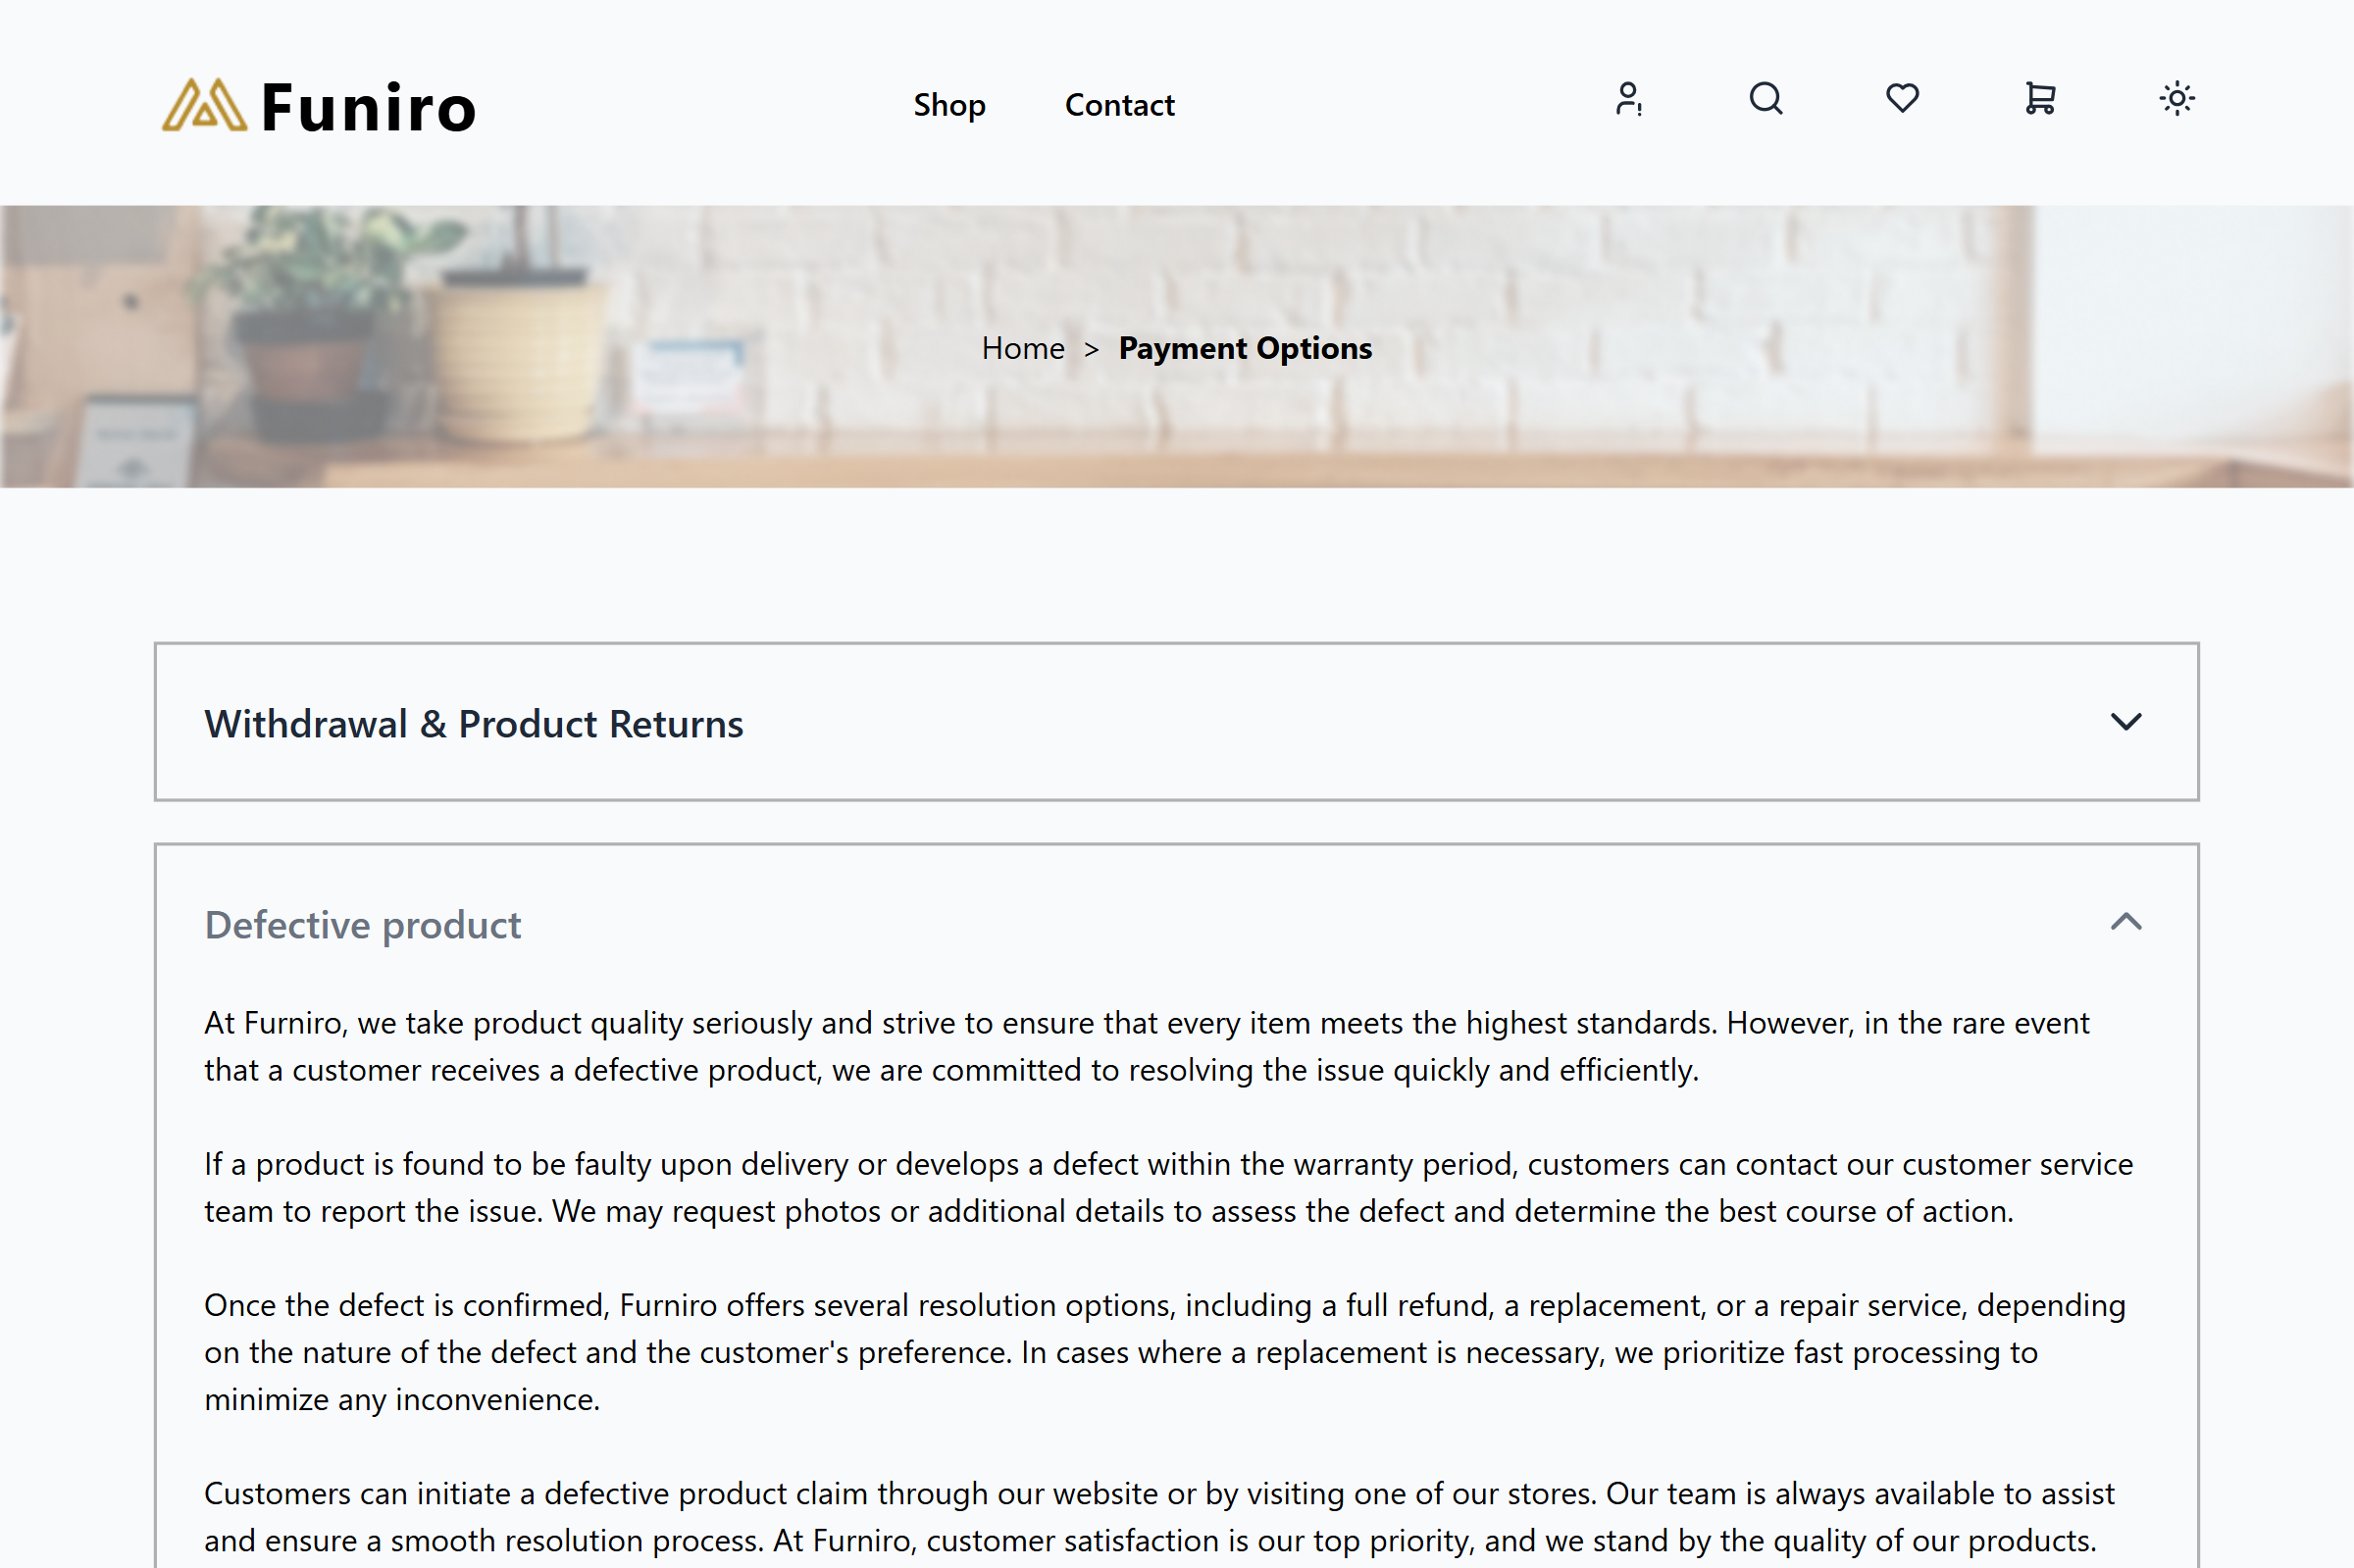 Funiro
Shop
Contact
Home > Payment Options
Withdrawal & Product Returns
Defective product
At Furniro, we take product quality seriously and strive to ensure that every item meets the highest standards. However, in the rare event
that a customer receives a defective product, we are committed to resolving the issue quickly and efficiently.
If a product is found to be faulty upon delivery or develops a defect within the warranty period, customers can contact our customer service
team to report the issue. We may request photos or additional details to assess the defect and determine the best course of action.
Once the defect is confirmed, Furniro offers several resolution options, including a full refund, a replacement, or a repair service, depending
on the nature of the defect and the customer's preference. In cases where a replacement is necessary, we prioritize fast processing to
minimize any inconvenience.
Customers can initiate a defective product claim through our website or by visiting one of our stores. Our team is always available to assist
and ensure a smooth resolution process. At Furniro, customer satisfaction is our top priority, and we stand by the quality of our products.